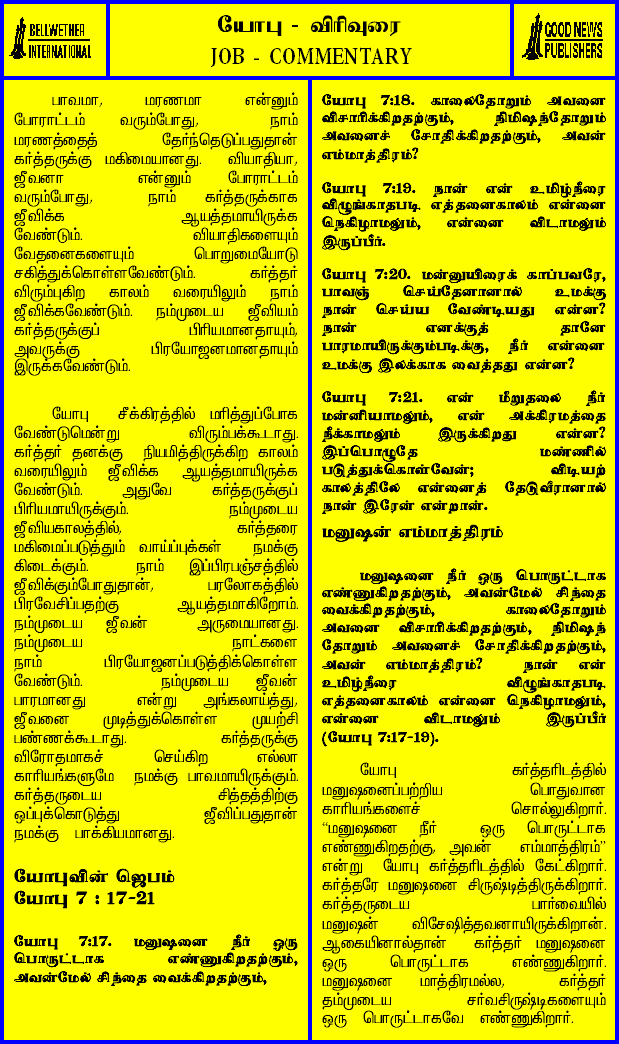 BELLWETHER
INTERNATIONAL
யோபு - விரிவுரை
JOB - COMMENTARY
GOOD NEWS
PUBLISHERS
பாவமா, மரணமா என்னும்
போராட்டம் வரும்போது, நாம்
மரணத்தைத் தேர்ந்தெடுப்பதுதான்
கர்த்தருக்கு மகிமையானது. வியாதியா,
ஜீவனா என்னும் போராட்டம்
வரும்போது, நாம் கர்த்தருக்காக
ஜீவிக்க ஆயத்தமாயிருக்க
வேண்டும். வியாதிகளையும்
வேதனைகளையும் பொறுமையோடு
சகித்துக்கொள்ளவேண்டும். கர்த்தர்
விரும்புகிற காலம் வரையிலும் நாம்
ஜீவிக்கவேண்டும். நம்முடைய ஜீவியம்
கர்த்தருக்குப் பிரியமானதாயும்,
அவருக்கு பிரயோஜனமானதாயும்
இருக்கவேண்டும்.
யோபு சீக்கிரத்தில் மரித்துப்போக
வேண்டுமென்று விரும்பக்கூடாது.
கர்த்தர் தனக்கு நியமித்திருக்கிற காலம்
வரையிலும் ஜீவிக்க ஆயத்தமாயிருக்க
வேண்டும். அதுவே கர்த்தருக்குப்
பிரியமாயிருக்கும். நம்முடைய
ஜீவியகாலத்தில், கர்த்தரை
மகிமைப்படுத்தும் வாய்ப்புக்கள் நமக்கு
கிடைக்கும். நாம் இப்பிரபஞ்சத்தில்
ஜீவிக்கும்போதுதான், பரலோகத்தில்
பிரவேசிப்பதற்கு ஆயத்தமாகிறோம்.
நம்முடைய ஜீவன் அருமையானது.
நம்முடைய நாட்களை
நாம் பிரயோஜனப்படுத்திக்கொள்ள
வேண்டும். நம்முடைய ஜீவன்
பாரமானது என்று அங்கலாய்த்து,
ஜீவனை முடித்துக்கொள்ள முயற்சி
பண்ணக்கூடாது. கர்த்தருக்கு
விரோதமாகச் செய்கிற எல்லா
காரியங்களுமே நமக்கு பாவமாயிருக்கும்.
கர்த்தருடைய சித்தத்திற்கு
ஒப்புக்கொடுத்து ஜீவிப்பதுதான்
நமக்கு பாக்கியமானது.
யோபுவின் ஜெபம்
யோபு 7 : 17-21
யோபு 7:17. மனுஷனை நீர் ஒரு
பொருட்டாக எண்ணுகிறதற்கும்,
அவன்மேல் சிந்தை வைக்கிறதற்கும்,
யோபு 7:18. காலைதோறும் அவனை
விசாரிக்கிறதற்கும், நிமிஷந்தோறும்
அவனைச் சோதிக்கிறதற்கும், அவன்
எம்மாத்திரம்?
யோபு 7:19. நான் என் உமிழ்நீரை
விழுங்காதபடி எத்தனைகாலம் என்னை
நெகிழாமலும், என்னை விடாமலும்
இருப்பீர்.
யோபு 7:20. மன்னுயிரைக் காப்பவரே,
பாவஞ் செய்தேனானால் உமக்கு
நான் செய்ய வேண்டியது என்ன?
நான் எனக்குத் தானே
பாரமாயிருக்கும்படிக்கு, நீர் என்னை
உமக்கு இலக்காக வைத்தது என்ன?
யோபு 7:21. என் மீறுதலை நீர்
மன்னியாமலும், என் அக்கிரமத்தை
நீக்காமலும் இருக்கிறது என்ன?
இப்பொழுதே மண்ணில்
படுத்துக்கொள்வேன்; விடியற்
காலத்திலே என்னைத் தேடுவீரானால்
நான் இரேன் என்றான்.
மனுஷன் எம்மாத்திரம்
மனுஷனை நீர் ஒரு பொருட்டாக
எண்ணுகிறதற்கும், அவன்மேல் சிந்தை
வைக்கிறதற்கும், காலைதோறும்
அவனை விசாரிக்கிறதற்கும், நிமிஷந்
தோறும் அவனைச் சோதிக்கிறதற்கும்,
அவன் எம்மாத்திரம்? நான் என்
உமிழ்நீரை விழுங்காதபடி
எத்தனைகாலம் என்னை நெகிழாமலும்,
என்னை விடாமலும் இருப்பீர்
(யோபு 7:17-19).
யோபு கர்த்தரிடத்தில்
மனுஷனைப்பற்றிய பொதுவான
காரியங்களைச் சொல்லுகிறார்.
“மனுஷனை நீர் ஒரு பொருட்டாக
எண்ணுகிறதற்கு, அவன் எம்மாத்திரம்”
என்று யோபு கர்த்தரிடத்தில் கேட்கிறார்.
கர்த்தரே மனுஷனை சிருஷ்டித்திருக்கிறார்.
கர்த்தருடைய பார்வையில்
மனுஷன் விசேஷித்தவனாயிருக்கிறான்.
ஆகையினால்தான் கர்த்தர் மனுஷனை
ஒரு பொருட்டாக எண்ணுகிறார்.
மனுஷனை மாத்திரமல்ல, கர்த்தர்
தம்முடைய சர்வசிருஷ்டிகளையும்
ஒரு பொருட்டாகவே எண்ணுகிறார்.